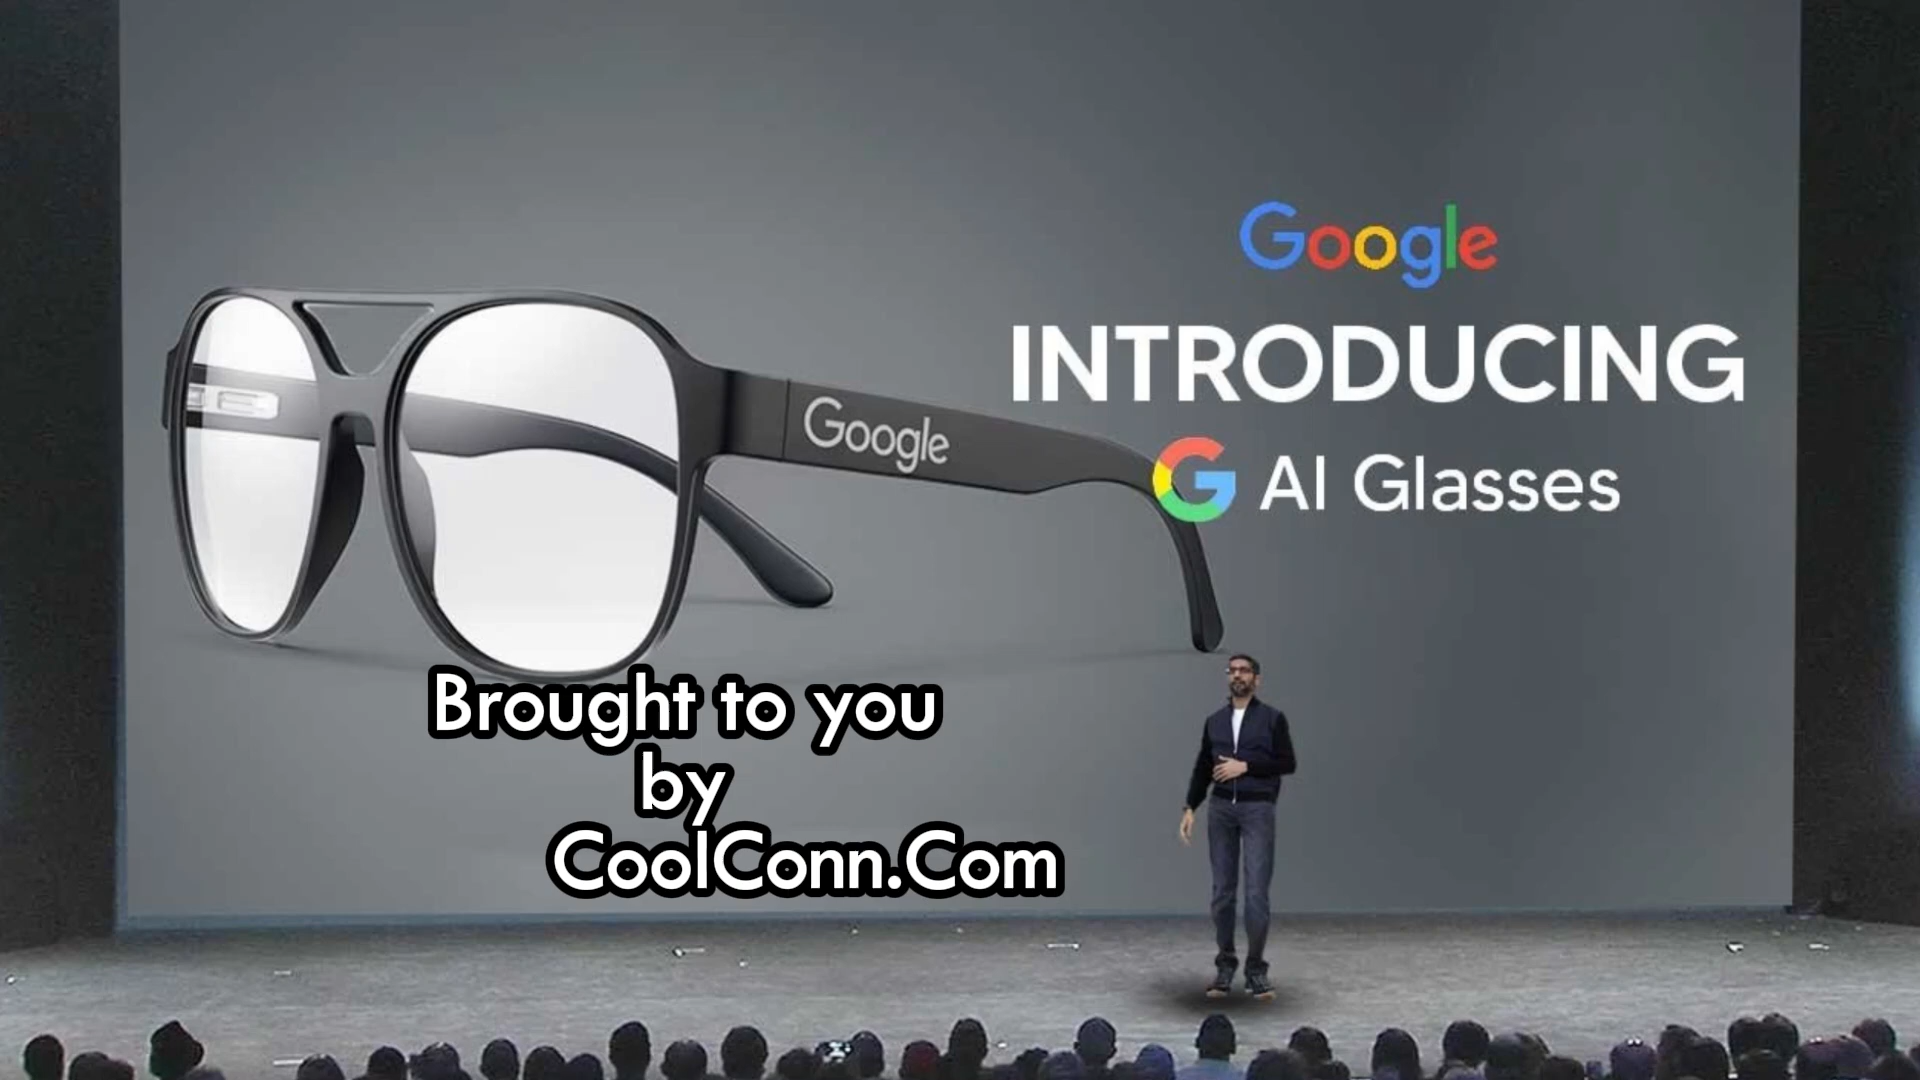 Google
INTRODUCING
G AI Glasses
Google
Brought to you
by
CoolConn.Com